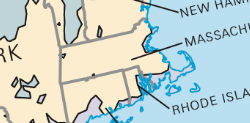 NEW HAM
MASSACH
RK
RHODE ISLA